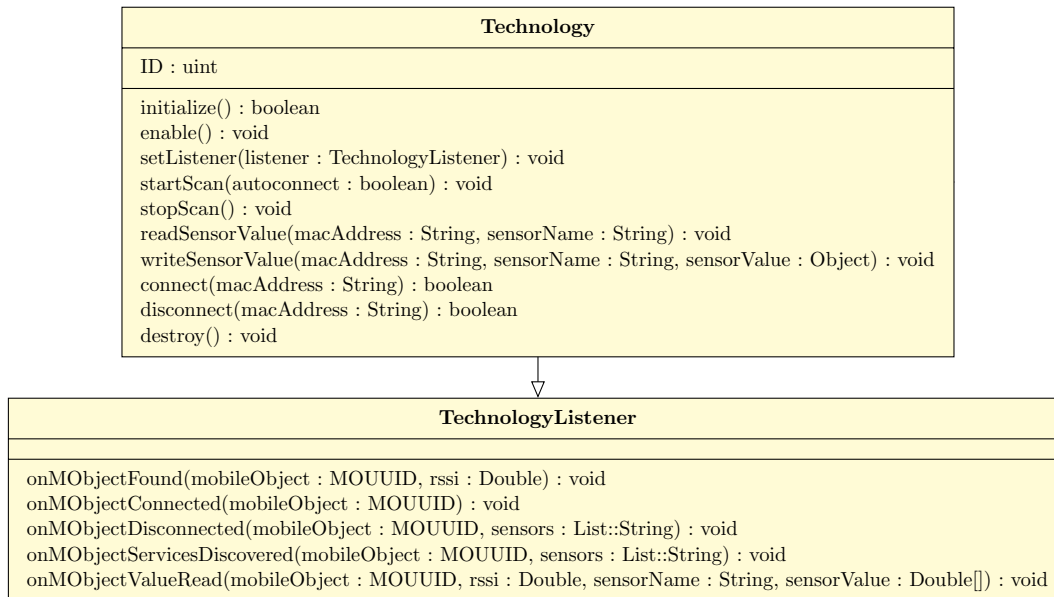 Technology
ID : uint
initialize() : boolean
enable() : void
setListener(listener : TechnologyListener) : void
startScan(autoconnect : boolean) : void
stopScan() : void
readSensorValue(macAddress : String, sensorName : String) : void
writeSensorValue(macAddress : String, sensorName : String, sensorValue : Object) : void
connect(macAddress : String) : boolean
disconnect(macAddress : String) : boolean
destroy() : void
TechnologyListener
onMObjectFound(mobileObject : MOUUID, rssi : Double) : void
onMObjectConnected(mobileObject : MOUUID) : void
onMObjectDisconnected(mobileObject : MOUUID, sensors : List::String) : void
onMObjectServicesDiscovered(mobileObject : MOUUID, sensors : List::String) : void
onMObjectValueRead(mobileObject : MOUUID, rssi : Double, sensorName : String, sensorValue : Double[]) : void